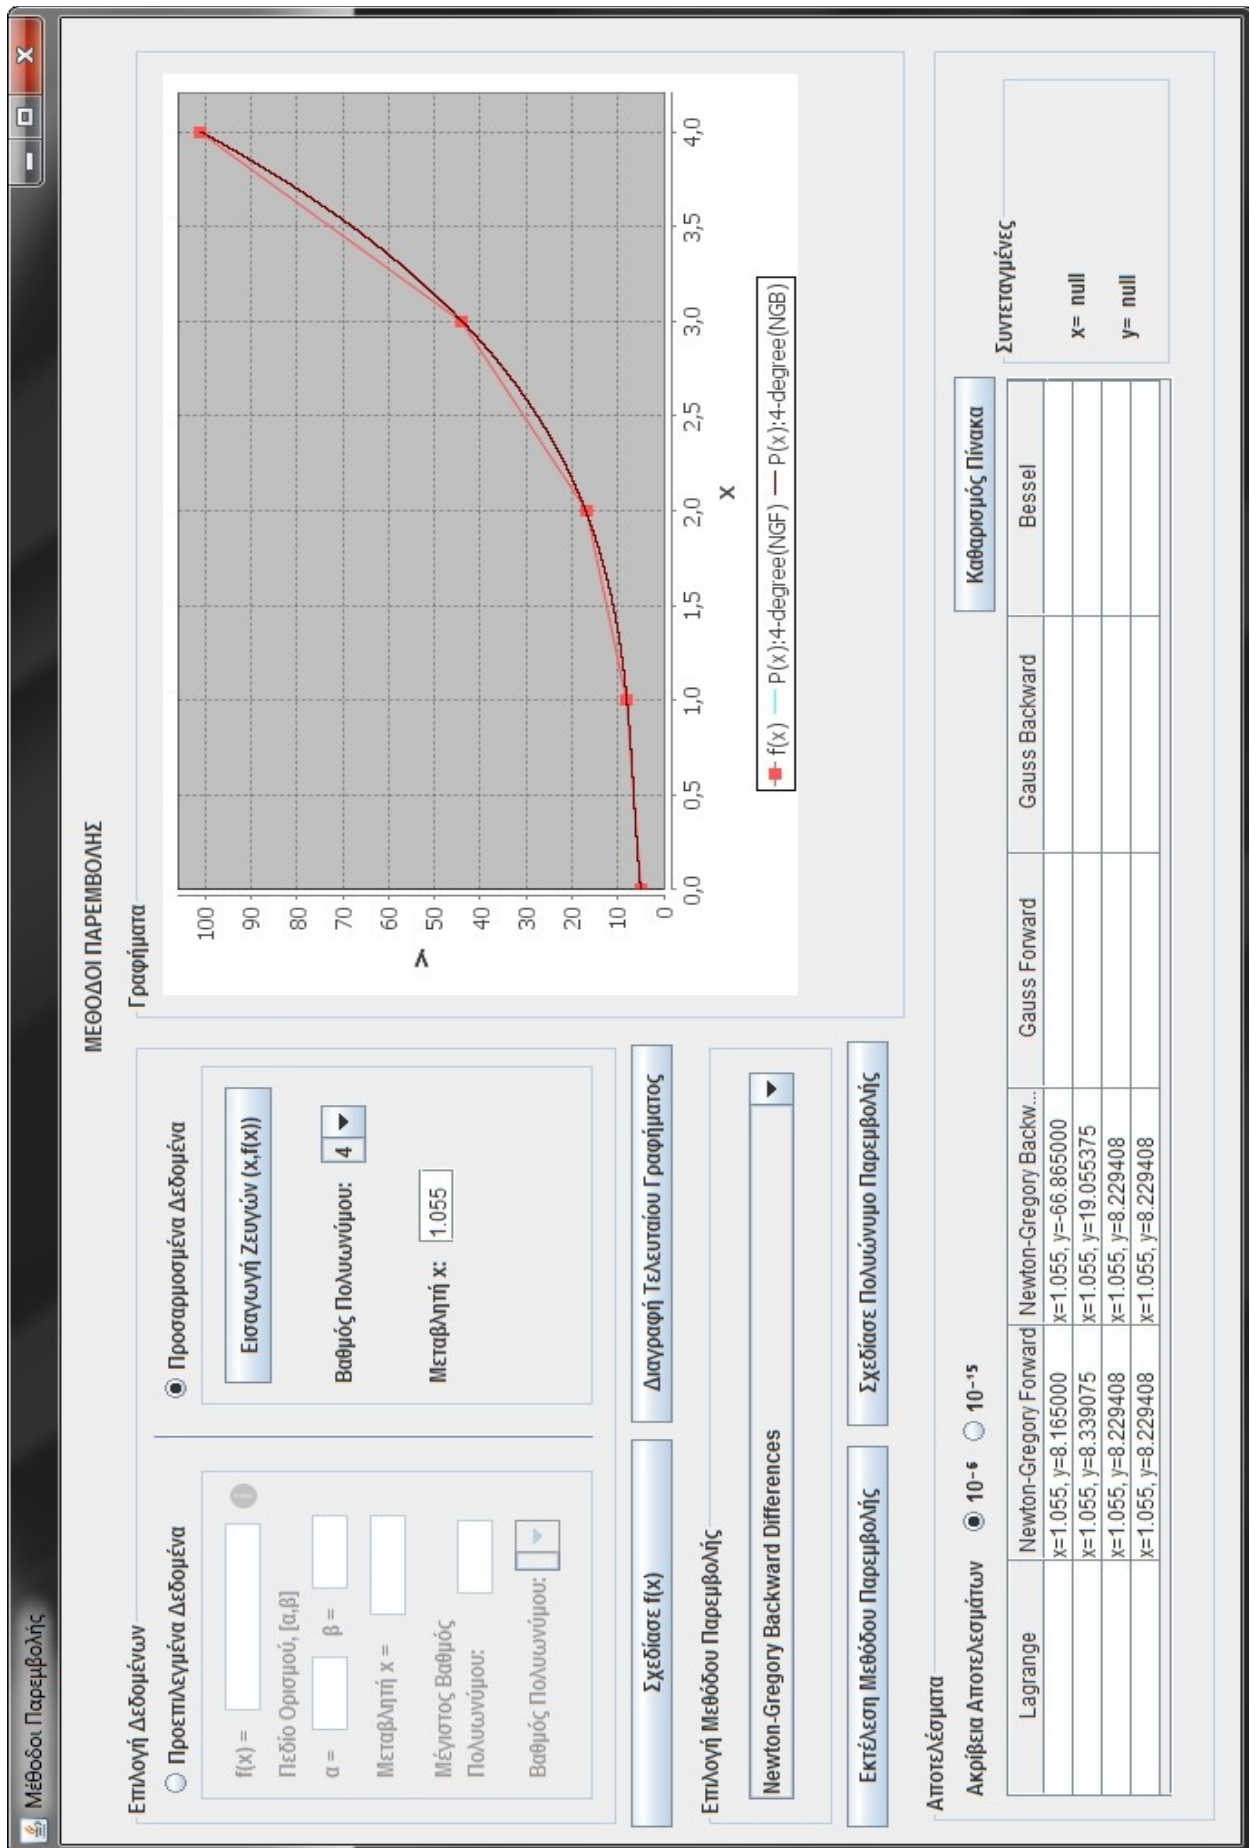 Μέθοδοι Παρεμβολής
ΜΕΘΟΔΟΙ ΠΑΡΕΜΒΟΛΗΣ
Επιλογή Δεδομένων
Προεπιλεγμένα Δεδομένα
f(x) =
Πεδίο Ορισμού, [α,β]
α =
β =
Μεταβλητή x =
Μέγιστος Βαθμός
Πολυωνύμου:
Βαθμός Πολυωνύμου:
Προσαρμοσμένα Δεδομένα
Εισαγωγή Ζευγών (x,f(x))
Βαθμός Πολυωνύμου: 4
Μεταβλητή x: 1.055
Σχεδίασε f(x)
Διαγραφή Τελευταίου Γραφήματος
Επιλογή Μεθόδου Παρεμβολής
Newton-Gregory Backward Differences
Εκτέλεση Μεθόδου Παρεμβολής
Σχεδίασε Πολυώνυμο Παρεμβολής
Γραφήματα
100
90
80
70
60
50
40
30
20
10
0
Y
0,0 0,5 1,0 1,5 2,0 2,5 3,0 3,5 4,0
X
f(x) P(x):4-degree(NGF) P(x):4-degree(NGB)
Αποτελέσματα
Ακρίβεια Αποτελεσμάτων 10⁻⁶ 10⁻¹⁵
Καθαρισμός Πίνακα
Lagrange Newton-Gregory Forward Newton-Gregory Backw... Gauss Forward Gauss Backward Bessel
x=1.055, y=8.165000 x=1.055, y=-66.865000
x=1.055, y=8.339075 x=1.055, y=19.055375
x=1.055, y=8.229408 x=1.055, y=8.229408
x=1.055, y=8.229408 x=1.055, y=8.229408
Συντεταγμένες
x= null
y= null